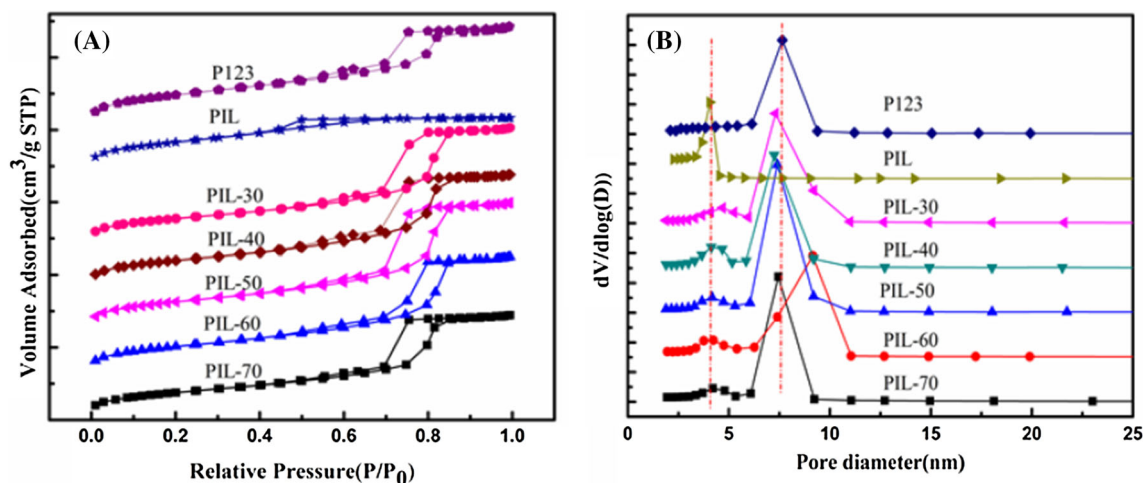 (A)
P123
PIL
PIL-30
PIL-40
PIL-50
PIL-60
PIL-70
Volume Adsorbed(cm³/g STP)
0.0 0.2 0.4 0.6 0.8 1.0
Relative Pressure(P/P₀)
(B)
P123
PIL
PIL-30
PIL-40
PIL-50
PIL-60
PIL-70
dV/dlog(D)
0 5 10 15 20 25
Pore diameter(nm)